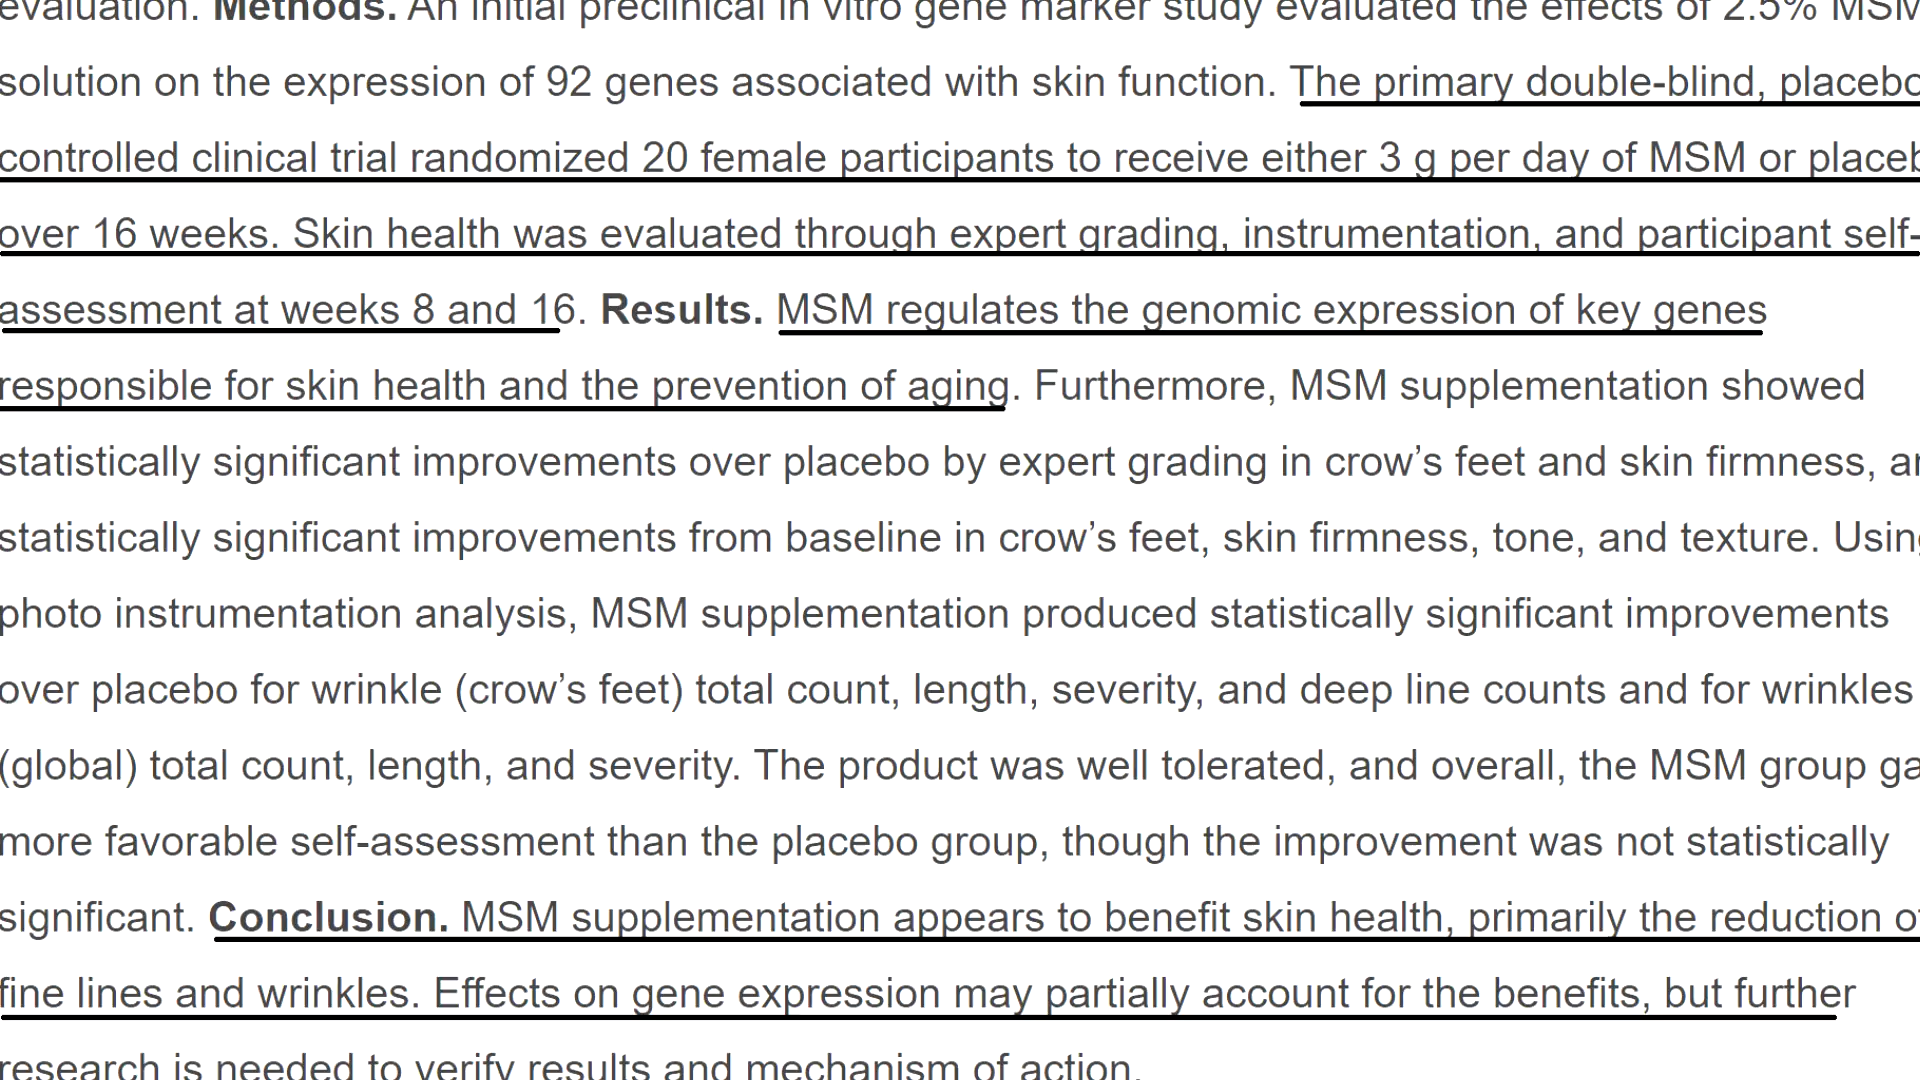 evaluation. Methods. An initial preclinical in vitro gene marker study evaluated the effects of 2.5% MSM
solution on the expression of 92 genes associated with skin function. The primary double-blind, placebo
controlled clinical trial randomized 20 female participants to receive either 3 g per day of MSM or placeb
over 16 weeks. Skin health was evaluated through expert grading, instrumentation, and participant self-
assessment at weeks 8 and 16. Results. MSM regulates the genomic expression of key genes
responsible for skin health and the prevention of aging. Furthermore, MSM supplementation showed
statistically significant improvements over placebo by expert grading in crow’s feet and skin firmness, an
statistically significant improvements from baseline in crow’s feet, skin firmness, tone, and texture. Using
photo instrumentation analysis, MSM supplementation produced statistically significant improvements
over placebo for wrinkle (crow’s feet) total count, length, severity, and deep line counts and for wrinkles
(global) total count, length, and severity. The product was well tolerated, and overall, the MSM group ga
more favorable self-assessment than the placebo group, though the improvement was not statistically
significant. Conclusion. MSM supplementation appears to benefit skin health, primarily the reduction of
fine lines and wrinkles. Effects on gene expression may partially account for the benefits, but further
research is needed to verify results and mechanism of action.